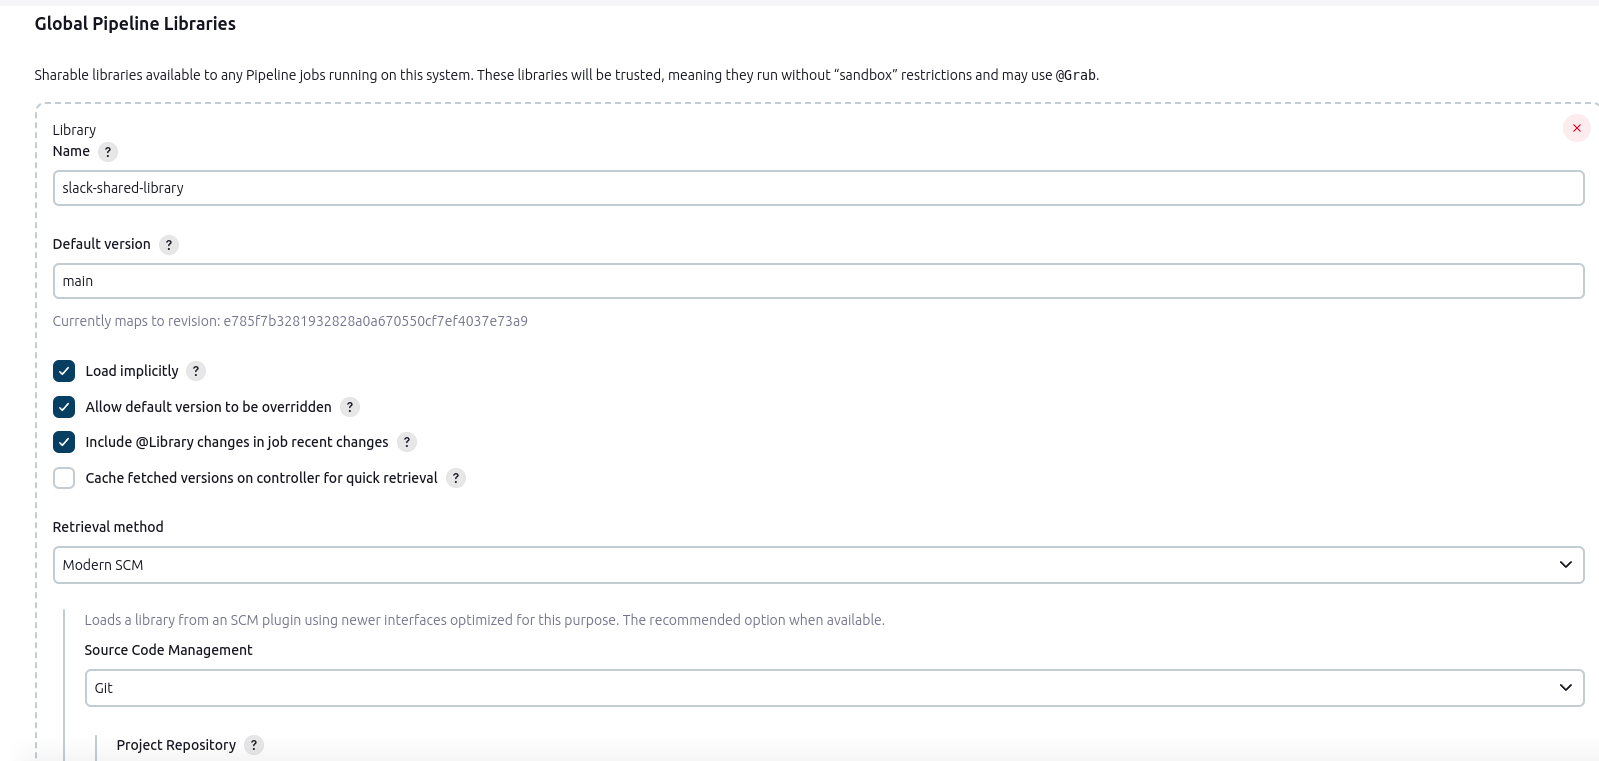 Global Pipeline Libraries
Sharable libraries available to any Pipeline jobs running on this system. These libraries will be trusted, meaning they run without “sandbox” restrictions and may use @Grab.
Library
Name ?
slack-shared-library
Default version ?
main
Currently maps to revision: e785f7b3281932828a0a670550cf7ef4037e73a9
Load implicitly ?
Allow default version to be overridden ?
Include @Library changes in job recent changes ?
Cache fetched versions on controller for quick retrieval ?
Retrieval method
Modern SCM
Loads a library from an SCM plugin using newer interfaces optimized for this purpose. The recommended option when available.
Source Code Management
Git
Project Repository ?